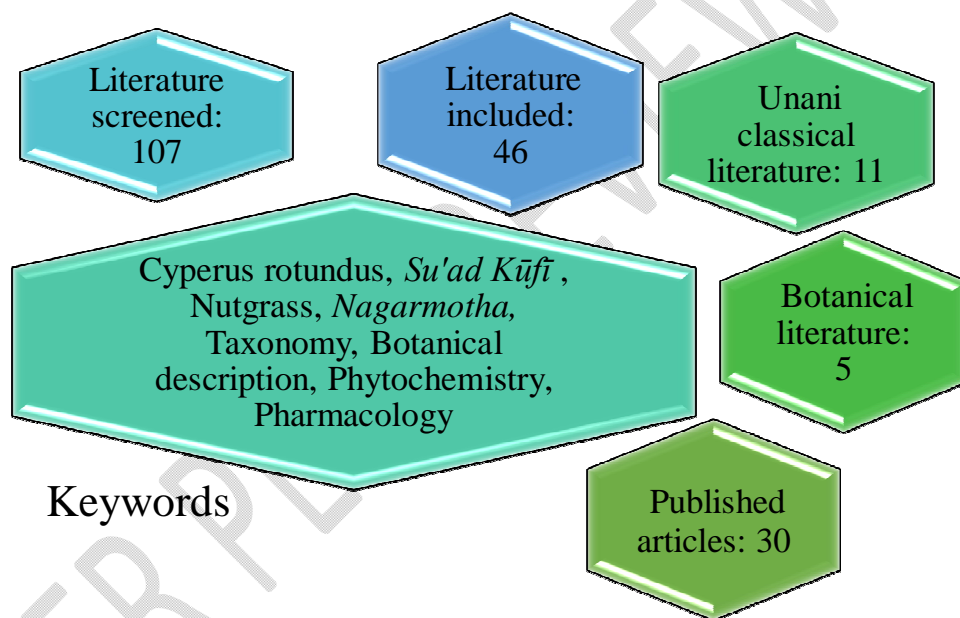 Literature
screened:
107
Literature
included:
46
Unani
classical
literature: 11
Cyperus rotundus, Su'ad Kūfī ,
Nutgrass, Nagarmotha,
Taxonomy, Botanical
description, Phytochemistry,
Pharmacology
Botanical
literature:
5
Keywords
Published
articles: 30